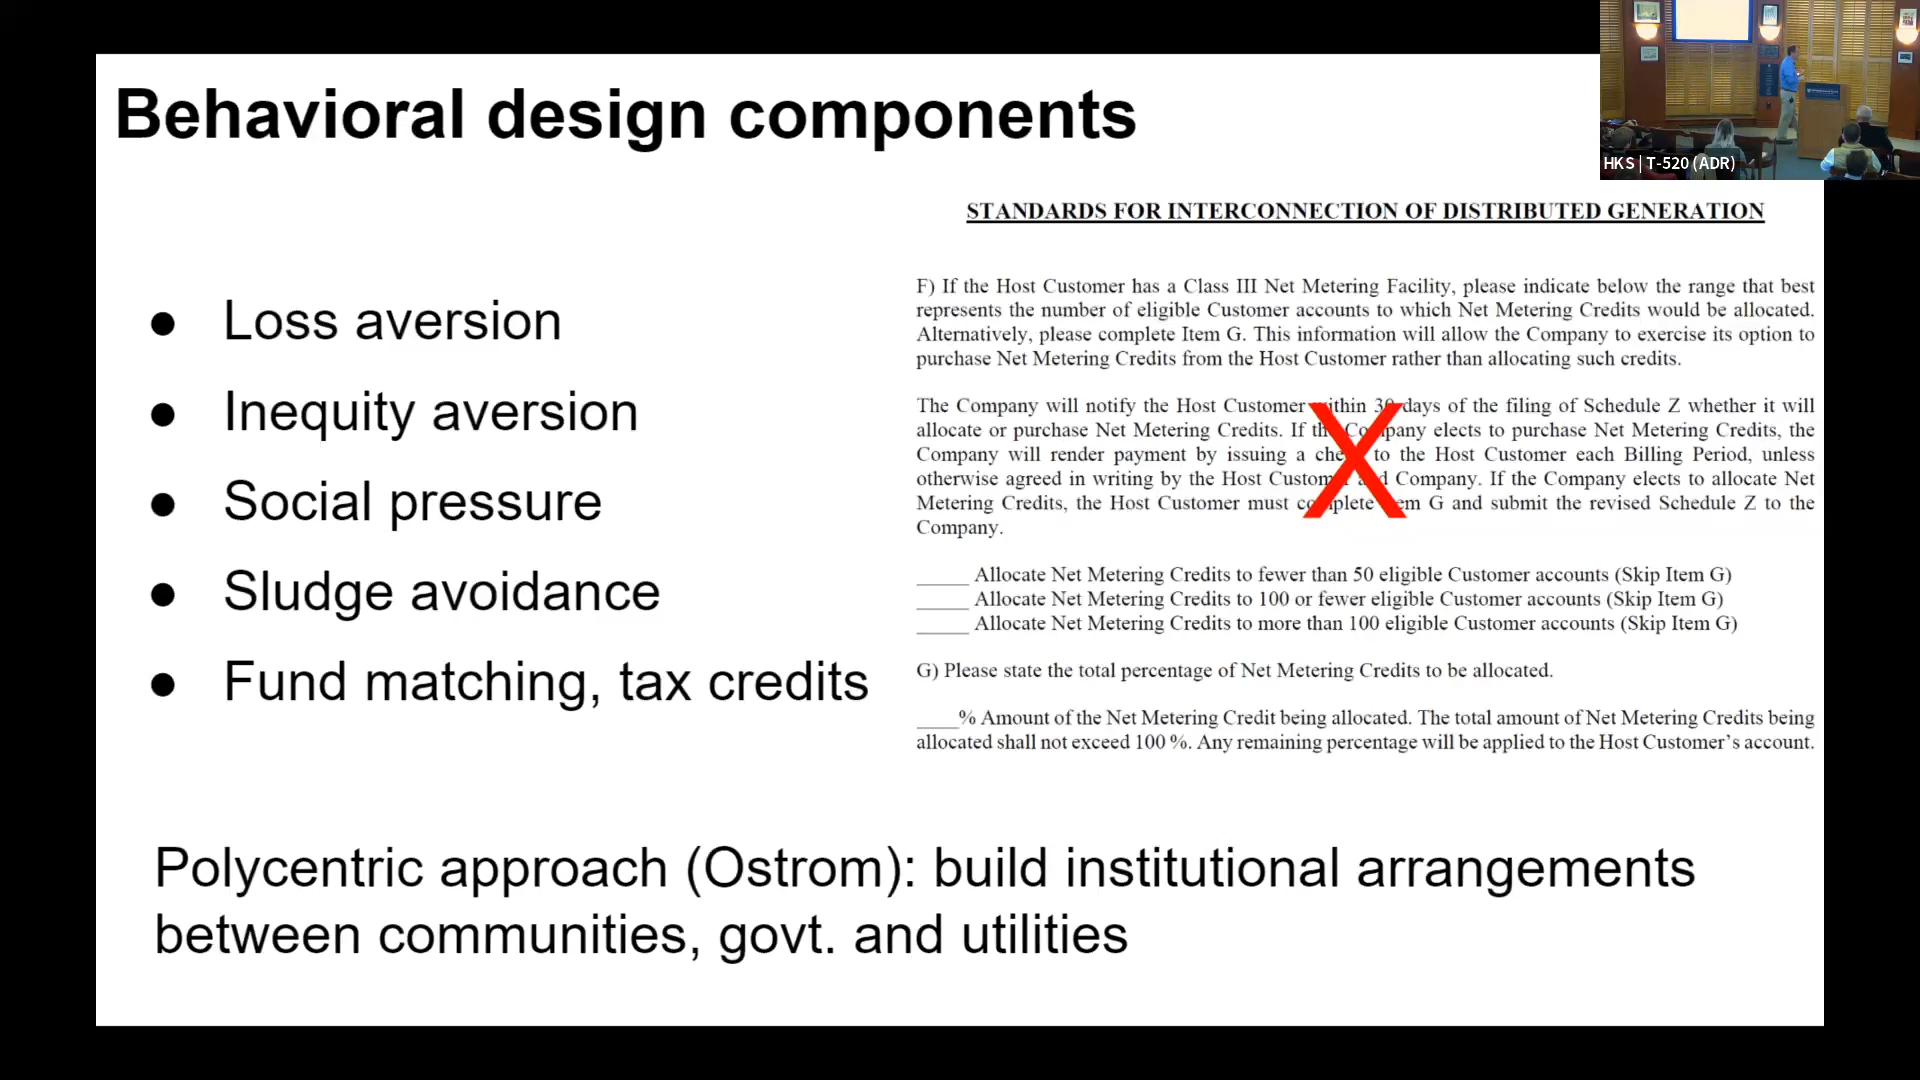 Behavioral design components
HKS | T-520 (ADR)
● Loss aversion
● Inequity aversion
● Social pressure
● Sludge avoidance
● Fund matching, tax credits
STANDARDS FOR INTERCONNECTION OF DISTRIBUTED GENERATION
F) If the Host Customer has a Class III Net Metering Facility, please indicate below the range that best
represents the number of eligible Customer accounts to which Net Metering Credits would be allocated.
Alternatively, please complete Item G. This information will allow the Company to exercise its option to
purchase Net Metering Credits from the Host Customer rather than allocating such credits.
The Company will notify the Host Customer within 30 days of the filing of Schedule Z whether it will
allocate or purchase Net Metering Credits. If the Company elects to purchase Net Metering Credits, the
Company will render payment by issuing a check to the Host Customer each Billing Period, unless
otherwise agreed in writing by the Host Customer and Company. If the Company elects to allocate Net
Metering Credits, the Host Customer must complete Item G and submit the revised Schedule Z to the
Company.
_____ Allocate Net Metering Credits to fewer than 50 eligible Customer accounts (Skip Item G)
_____ Allocate Net Metering Credits to 100 or fewer eligible Customer accounts (Skip Item G)
_____ Allocate Net Metering Credits to more than 100 eligible Customer accounts (Skip Item G)
G) Please state the total percentage of Net Metering Credits to be allocated.
____% Amount of the Net Metering Credit being allocated. The total amount of Net Metering Credits being
allocated shall not exceed 100 %. Any remaining percentage will be applied to the Host Customer's account.
X
Polycentric approach (Ostrom): build institutional arrangements
between communities, govt. and utilities